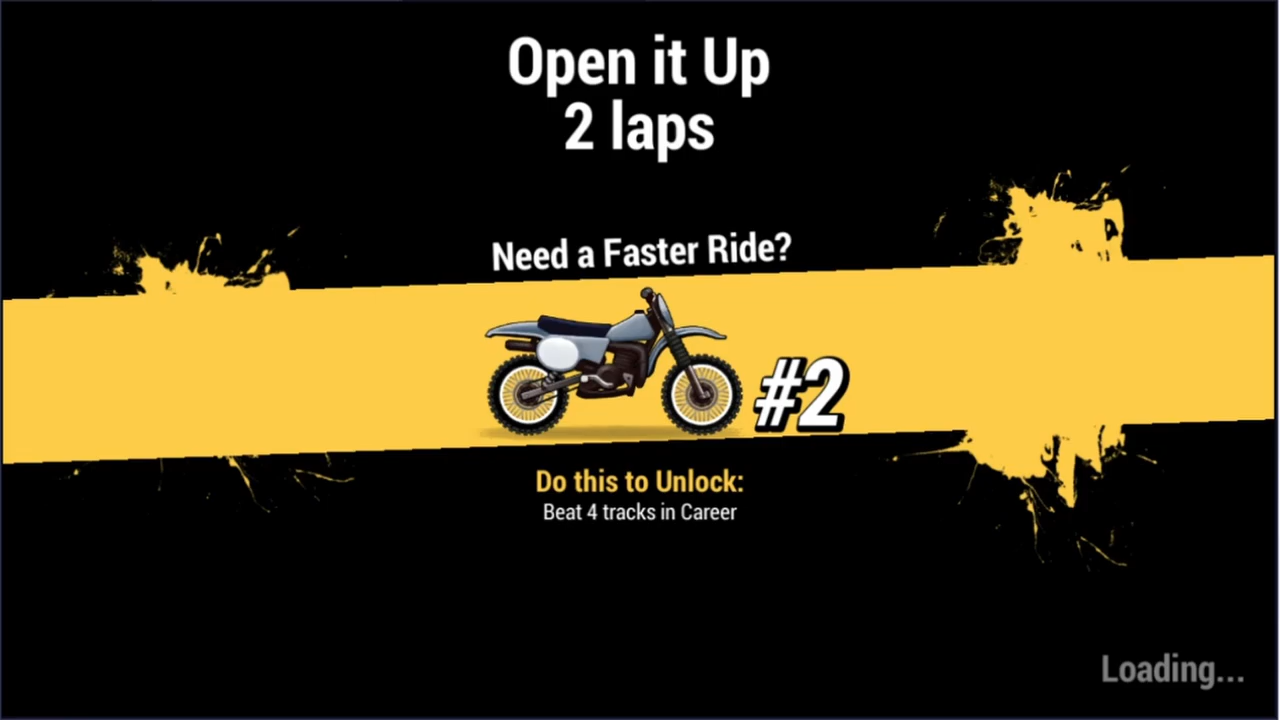 Open it Up
2 laps
Need a Faster Ride?
#2
Do this to Unlock:
Beat 4 tracks in Career
Loading...